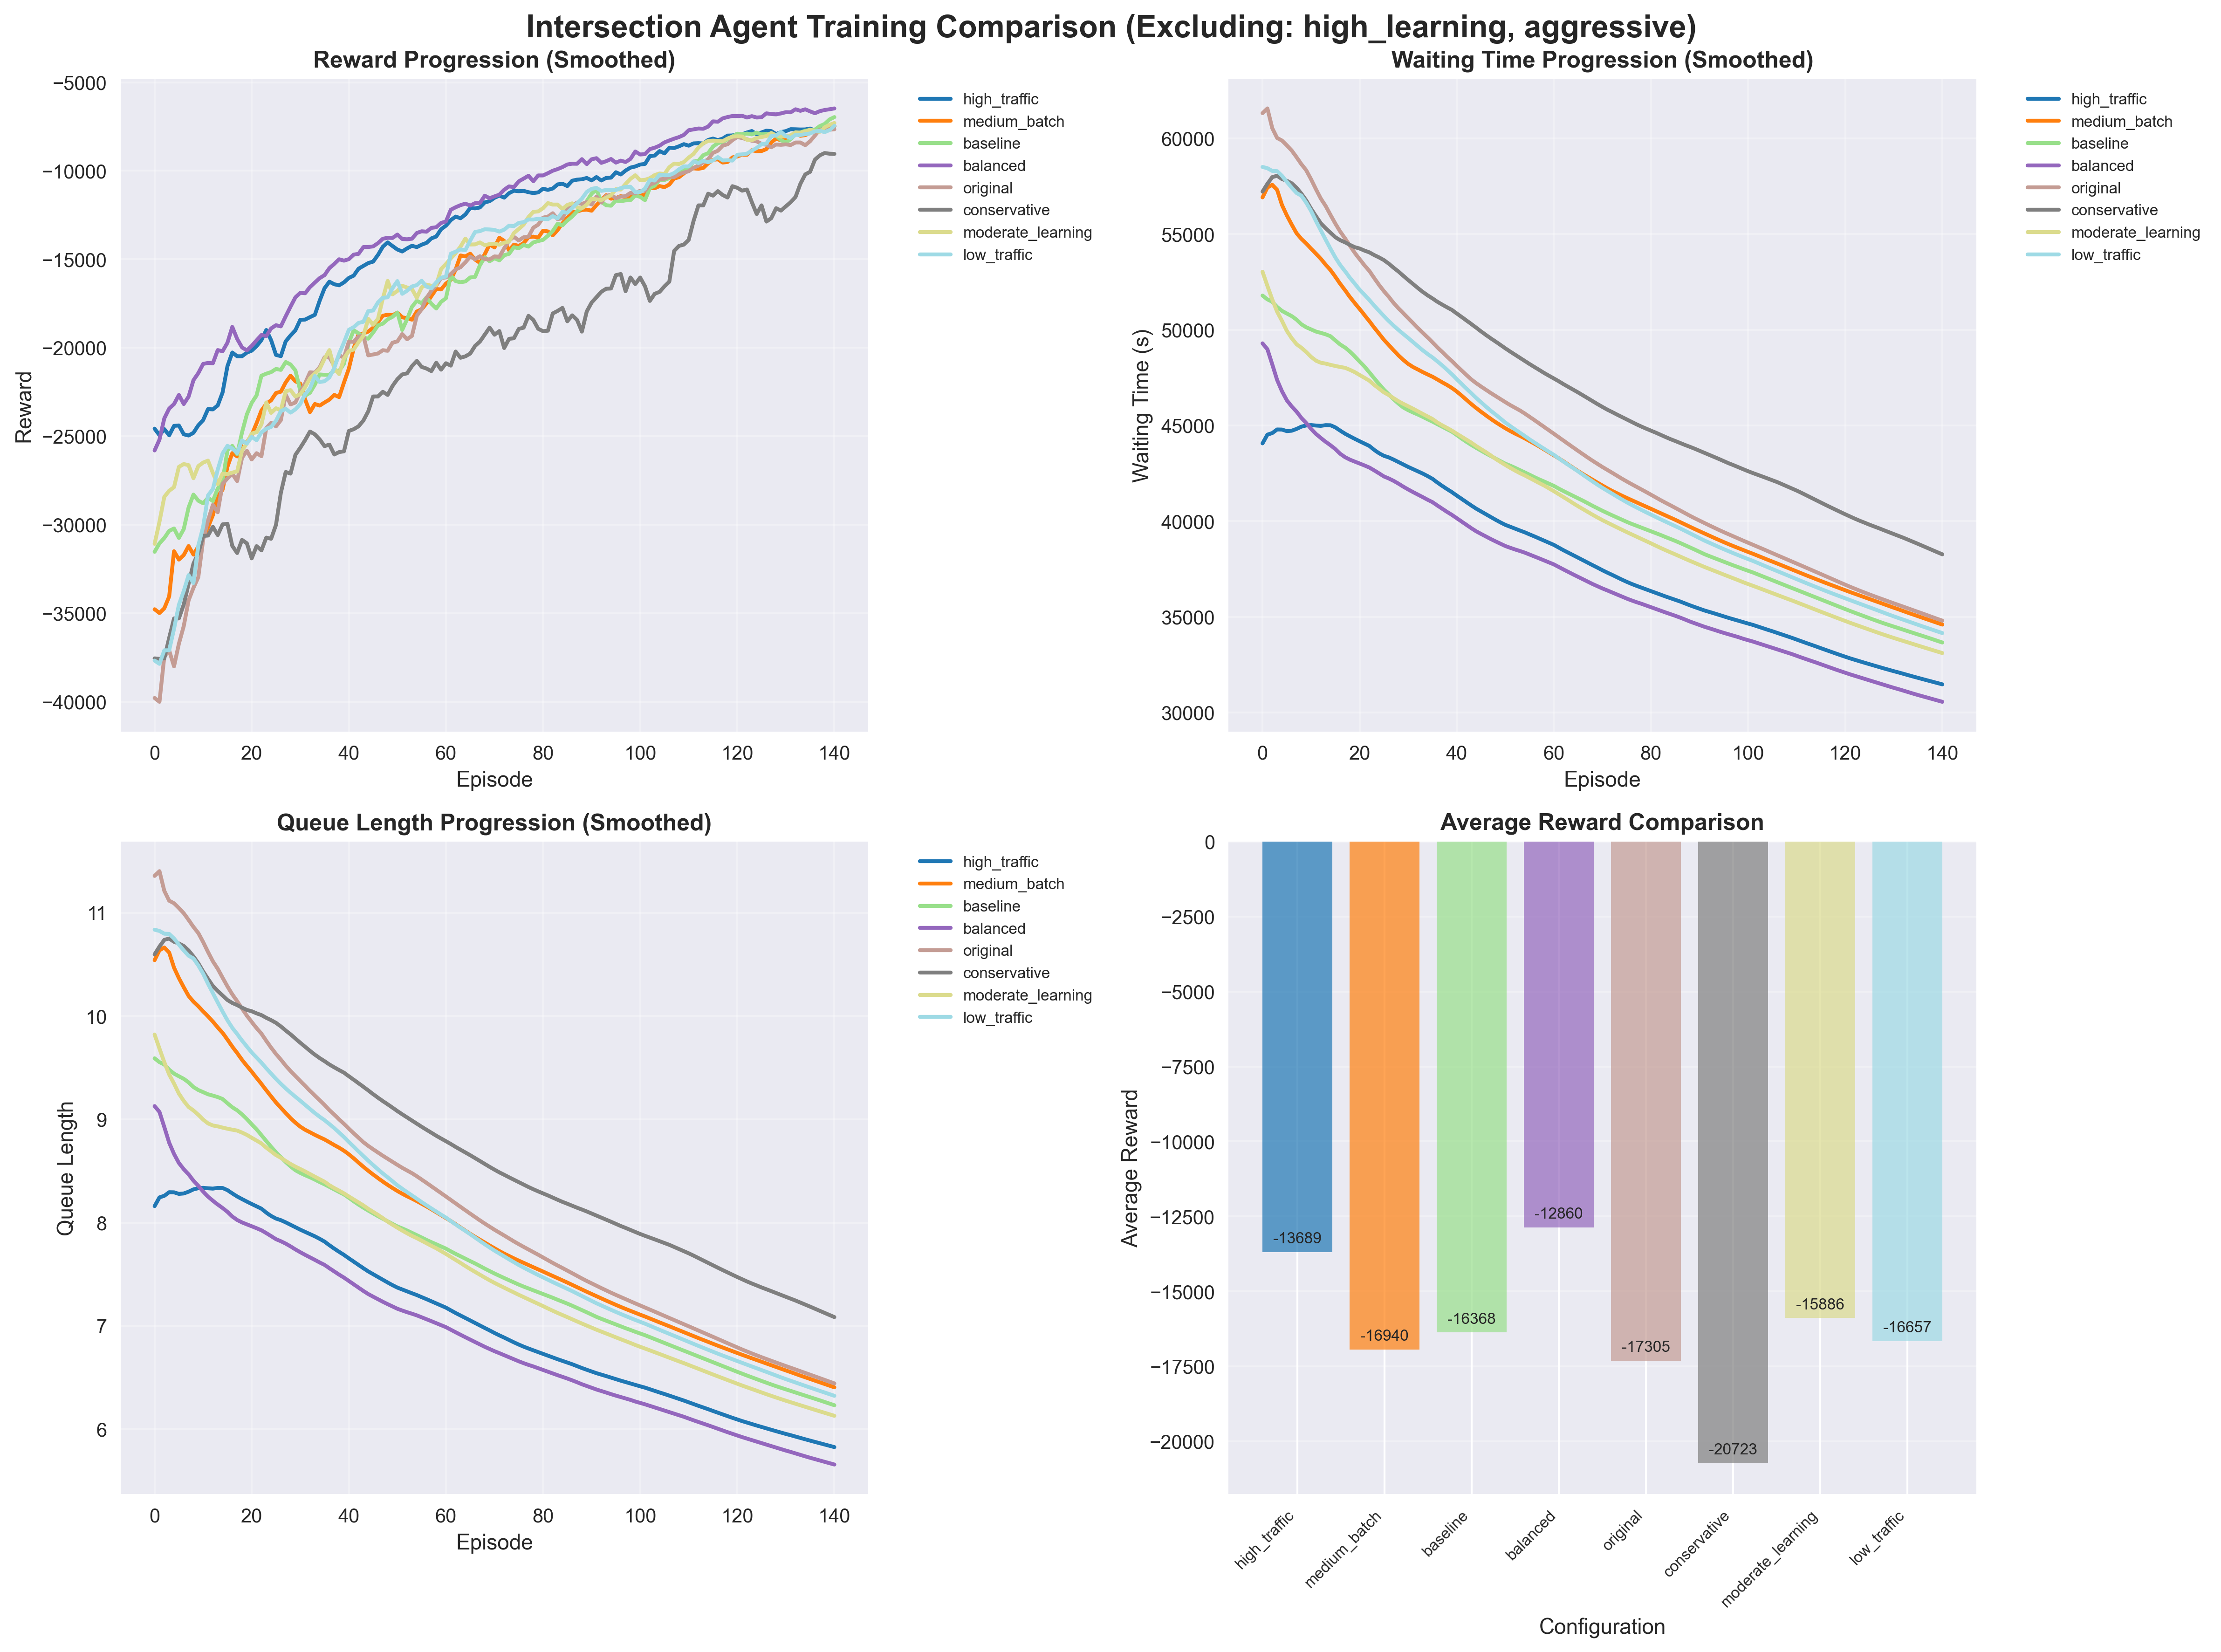 Intersection Agent Training Comparison (Excluding: high_learning, aggressive)
Reward Progression (Smoothed)
−5000
−10000
−15000
−20000
−25000
−30000
−35000
−40000
Reward
0 20 40 60 80 100 120 140
Episode
high_traffic
medium_batch
baseline
balanced
original
conservative
moderate_learning
low_traffic
Waiting Time Progression (Smoothed)
60000
55000
50000
45000
40000
35000
30000
Waiting Time (s)
0 20 40 60 80 100 120 140
Episode
high_traffic
medium_batch
baseline
balanced
original
conservative
moderate_learning
low_traffic
Queue Length Progression (Smoothed)
11
10
9
8
7
6
Queue Length
0 20 40 60 80 100 120 140
Episode
high_traffic
medium_batch
baseline
balanced
original
conservative
moderate_learning
low_traffic
Average Reward Comparison
0
−2500
−5000
−7500
−10000
−12500
−15000
−17500
−20000
Average Reward
-13689
-16940
-16368
-12860
-17305
-20723
-15886
-16657
high_traffic
medium_batch
baseline
balanced
original
conservative
moderate_learning
low_traffic
Configuration